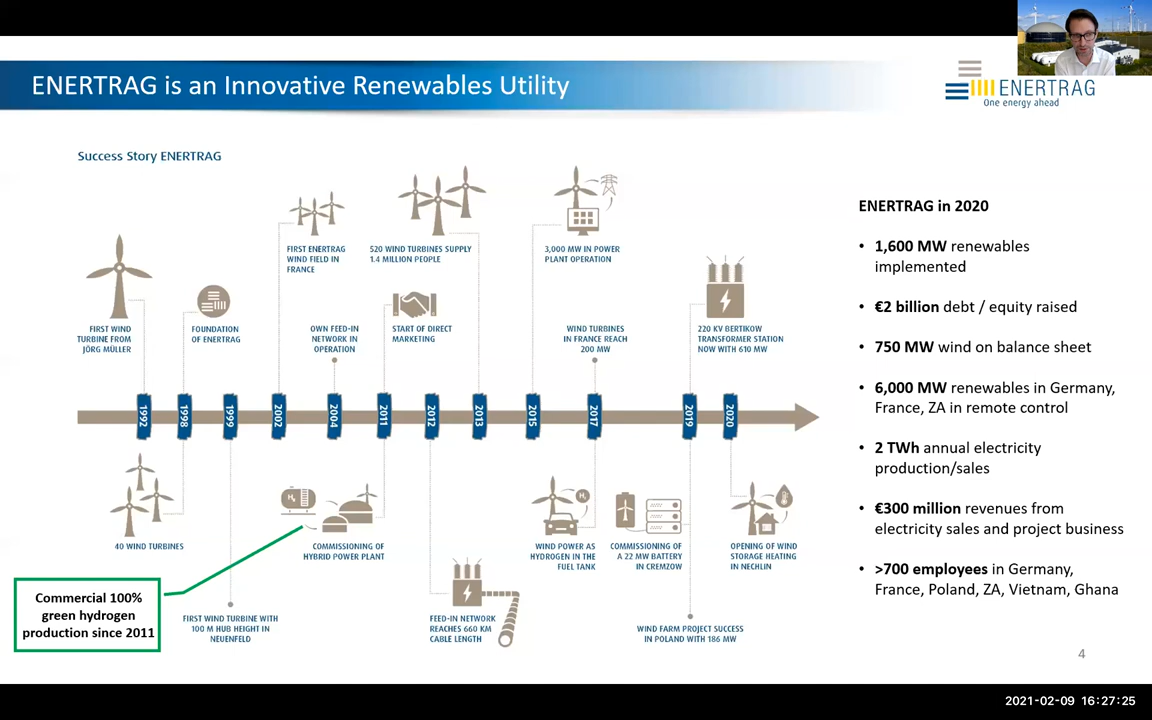 ENERTRAG is an Innovative Renewables Utility
ENERTRAG
One energy ahead
Success Story ENERTRAG
FIRST WIND
TURBINE FROM
JÖRG MÜLLER
FOUNDATION
OF ENERTRAG
FIRST ENERTRAG
WIND FIELD IN
FRANCE
OWN FEED-IN
NETWORK IN
OPERATION
520 WIND TURBINES SUPPLY
1.4 MILLION PEOPLE
START OF DIRECT
MARKETING
3,000 MW IN POWER
PLANT OPERATION
WIND TURBINES
IN FRANCE REACH
200 MW
220 KV BERTIKOW
TRANSFORMER STATION
NOW WITH 610 MW
1992
1998
1999
2002
2004
2011
2012
2013
2015
2017
2019
2020
40 WIND TURBINES
H₂
COMMISSIONING OF
HYBRID POWER PLANT
H₂
WIND POWER AS
HYDROGEN IN THE
FUEL TANK
COMMISSIONING OF
A 22 MW BATTERY
IN CREMZOW
OPENING OF WIND
STORAGE HEATING
IN NECHLIN
Commercial 100%
green hydrogen
production since 2011
FIRST WIND TURBINE WITH
100 M HUB HEIGHT IN
NEUENFELD
FEED-IN NETWORK
REACHES 660 KM
CABLE LENGTH
WIND FARM PROJECT SUCCESS
IN POLAND WITH 186 MW
ENERTRAG in 2020
• 1,600 MW renewables
implemented
• €2 billion debt / equity raised
• 750 MW wind on balance sheet
• 6,000 MW renewables in Germany,
France, ZA in remote control
• 2 TWh annual electricity
production/sales
• €300 million revenues from
electricity sales and project business
• >700 employees in Germany,
France, Poland, ZA, Vietnam, Ghana
4
2021-02-09 16:27:25